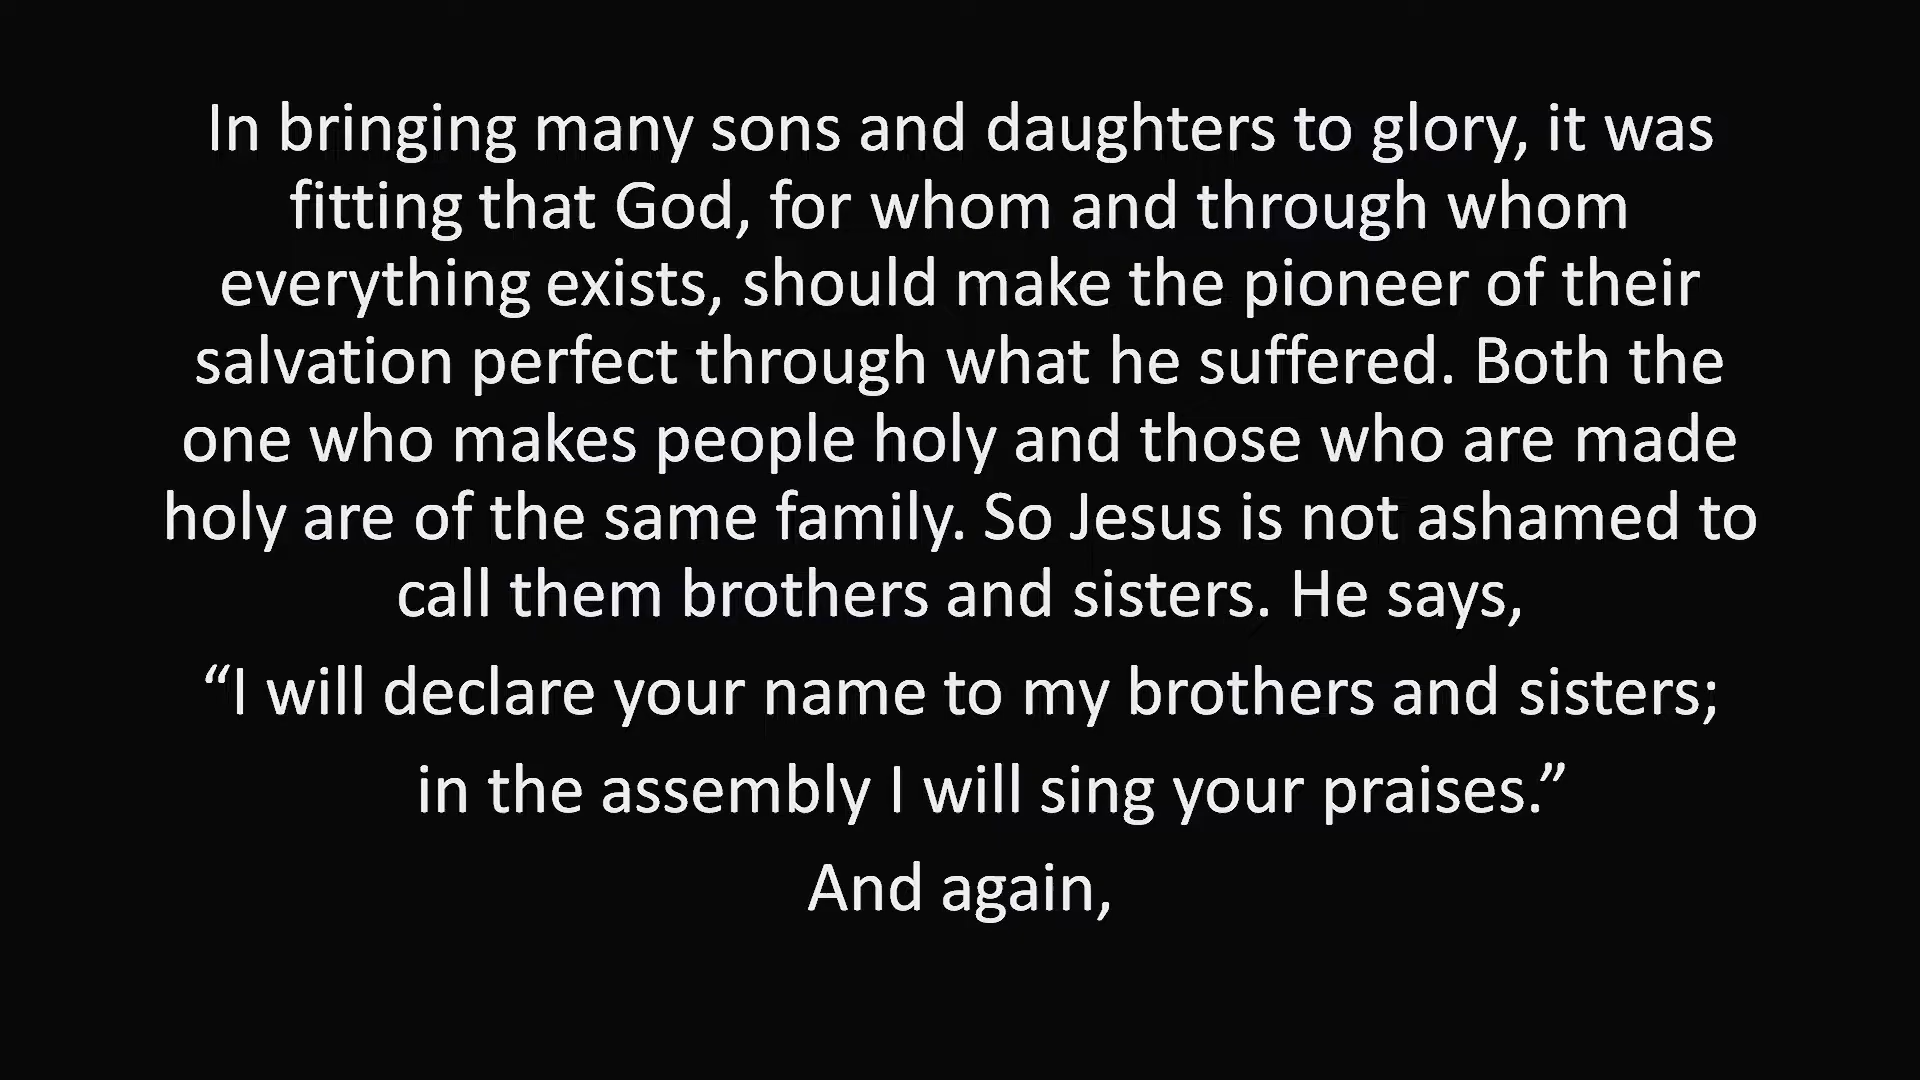 In bringing many sons and daughters to glory, it was
fitting that God, for whom and through whom
everything exists, should make the pioneer of their
salvation perfect through what he suffered. Both the
one who makes people holy and those who are made
holy are of the same family. So Jesus is not ashamed to
call them brothers and sisters. He says,
“I will declare your name to my brothers and sisters;
in the assembly I will sing your praises.”
And again,